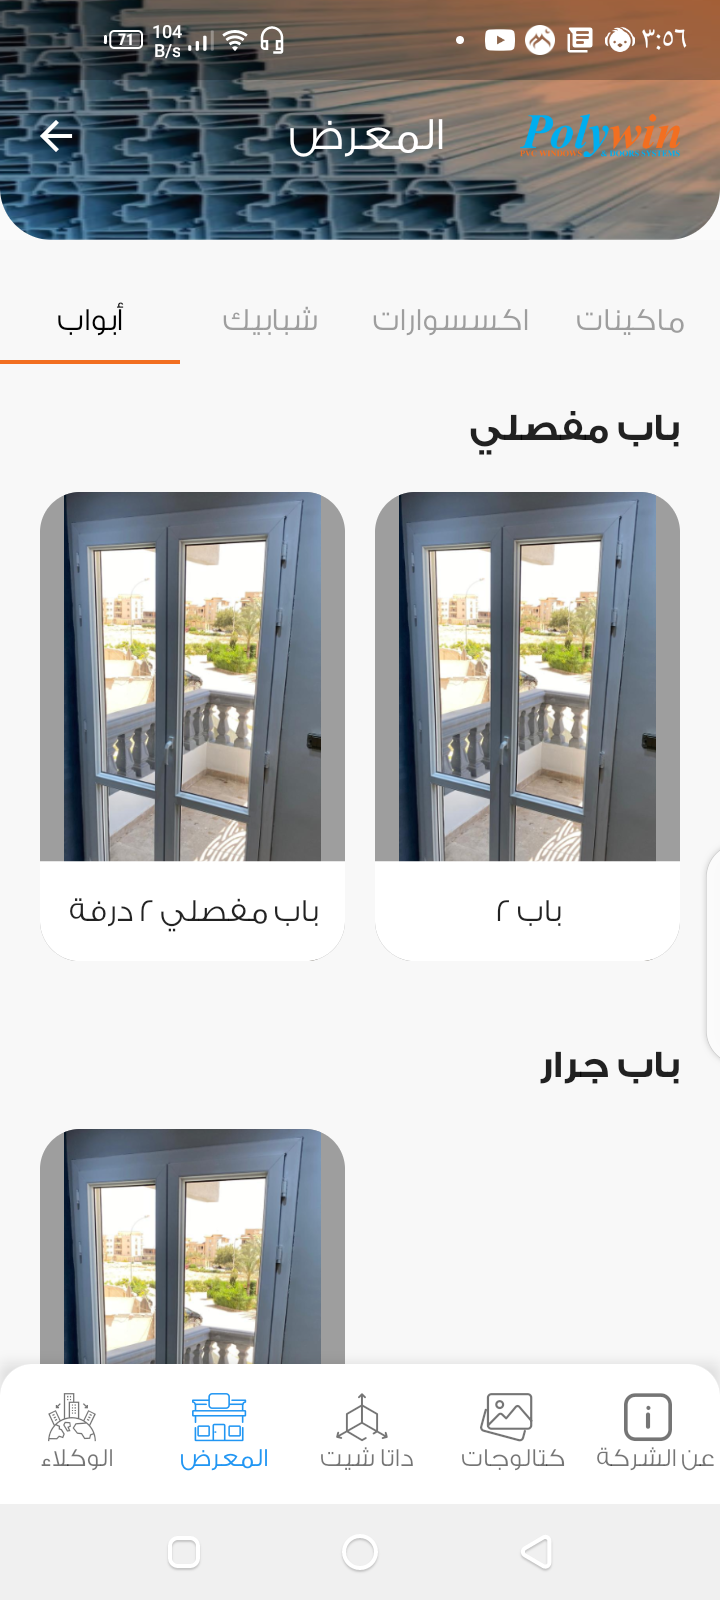 ٣:٥٦
104 B/s
71
Polywin
المعرض
ماكينات
اكسسوارات
شبابيك
أبواب
باب مفصلي
باب ٢
باب مفصلي ٢ درفة
باب جرار
عن الشركة
كتالوجات
داتا شيت
المعرض
الوكلاء